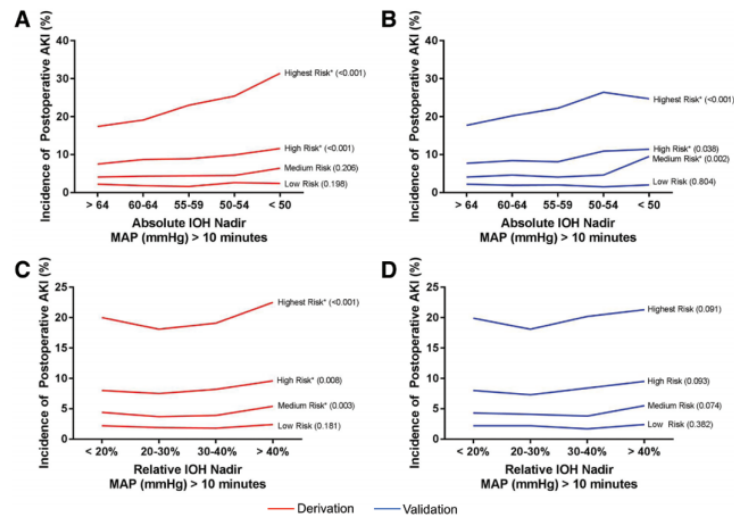 A
Incidence of Postoperative AKI (%)
40
30
20
10
0
> 64
60-64
55-59
50-54
< 50
Absolute IOH Nadir
MAP (mmHg) > 10 minutes
Highest Risk* (<0.001)
High Risk* (<0.001)
Medium Risk (0.206)
Low Risk (0.198)
B
Incidence of Postoperative AKI (%)
40
30
20
10
0
> 64
60-64
55-59
50-54
< 50
Absolute IOH Nadir
MAP (mmHg) > 10 minutes
Highest Risk* (<0.001)
High Risk* (0.038)
Medium Risk* (0.002)
Low Risk (0.804)
C
Incidence of Postoperative AKI (%)
25
20
15
10
5
0
< 20%
20-30%
30-40%
> 40%
Relative IOH Nadir
MAP (mmHg) > 10 minutes
Highest Risk* (<0.001)
High Risk* (0.008)
Medium Risk* (0.003)
Low Risk (0.181)
D
Incidence of Postoperative AKI (%)
25
20
15
10
5
0
< 20%
20-30%
30-40%
> 40%
Relative IOH Nadir
MAP (mmHg) > 10 minutes
Highest Risk (0.091)
High Risk (0.093)
Medium Risk (0.074)
Low Risk (0.382)
Derivation
Validation